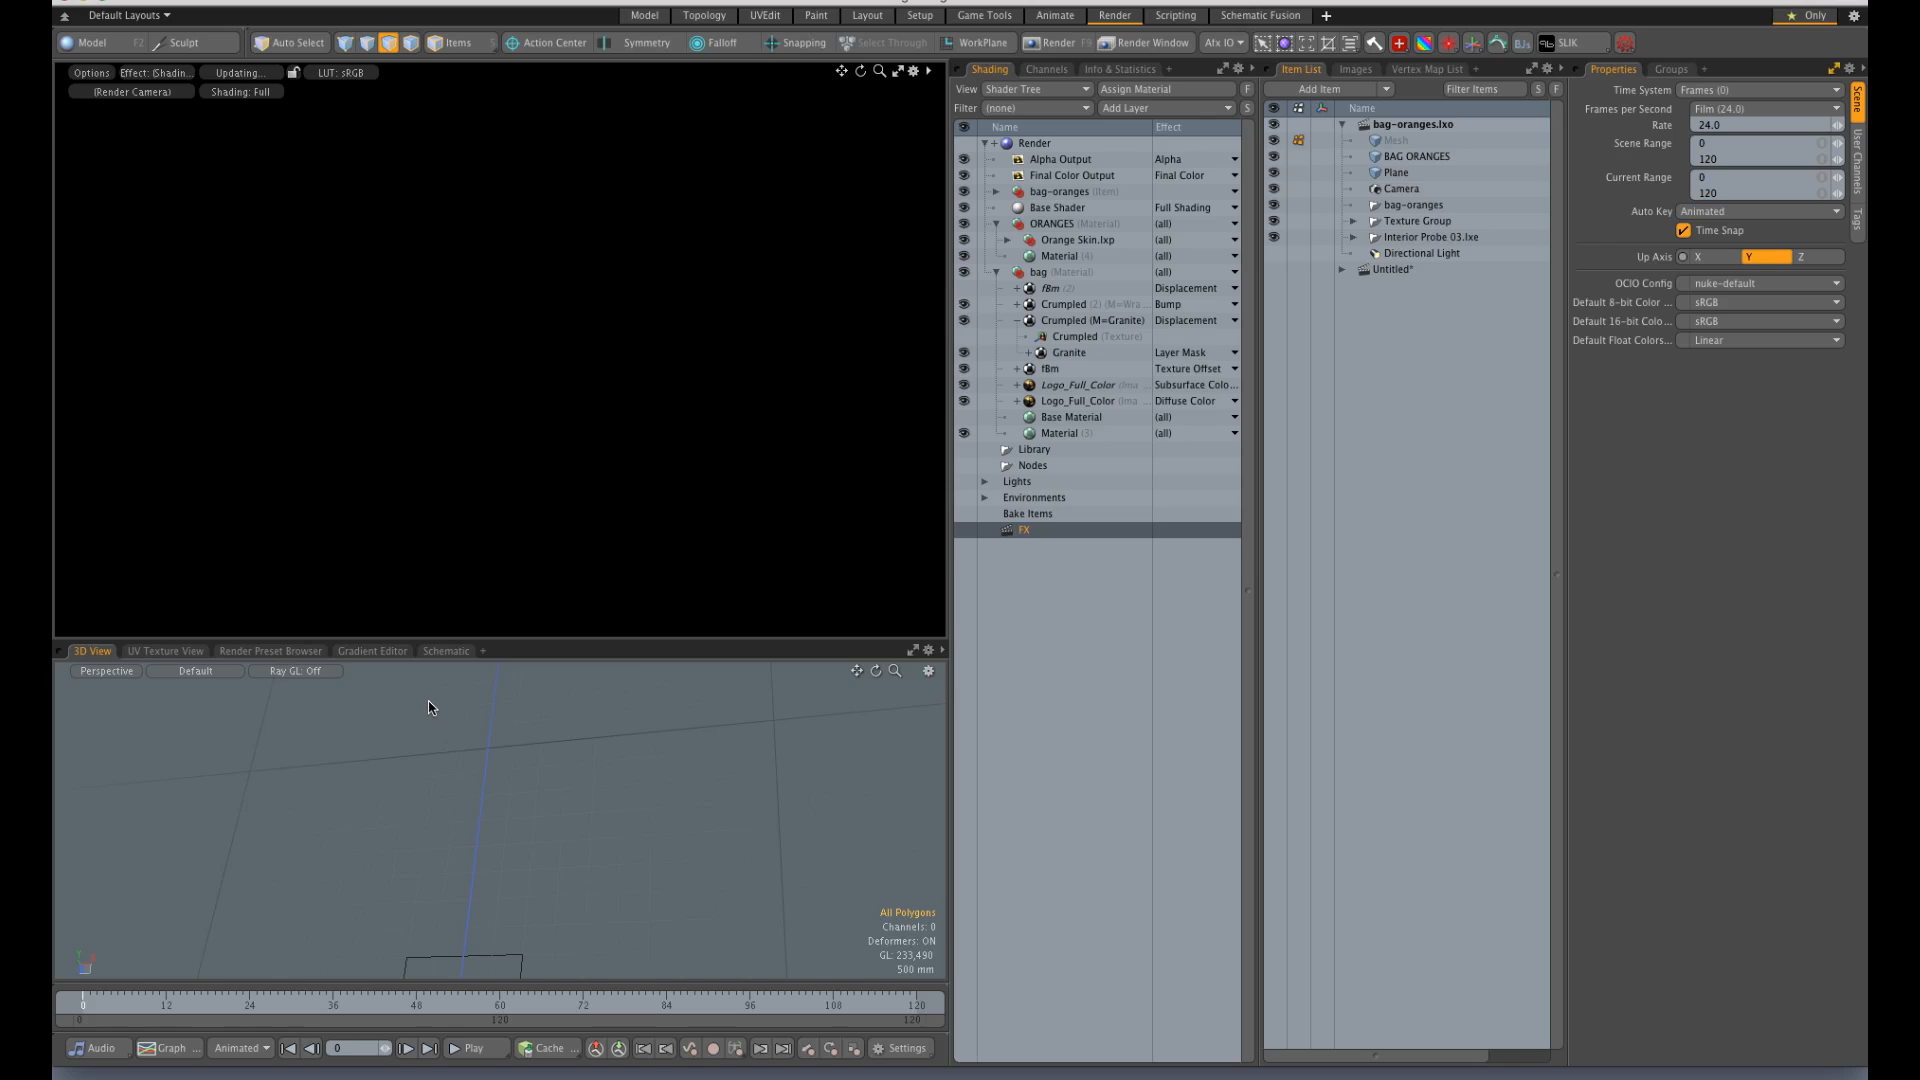 Default Layouts
Model Topology UVEdit Paint Layout Setup Game Tools Animate Render Scripting Schematic Fusion +
Only
Model F2 Sculpt Auto Select Items S Action Center Symmetry Falloff Snapping Select Through WorkPlane Render F9 Render Window Afx IO SLIK
Options Effect: (Shadin... Updating... LUT: sRGB
(Render Camera) Shading: Full
Shading Channels Info & Statistics +
View Shader Tree Assign Material F
Filter (none) Add Layer S
Name Effect
Render
Alpha Output Alpha
Final Color Output Final Color
bag-oranges (Item)
Base Shader Full Shading
ORANGES (Material) (all)
Orange Skin.lxp (all)
Material (4) (all)
bag (Material) (all)
fBm (2) Displacement
Crumpled (2) (M=Wra... Bump
Crumpled (M=Granite) Displacement
Crumpled (Texture)
Granite Layer Mask
fBm Texture Offset
Logo_Full_Color (Ima... Subsurface Colo...
Logo_Full_Color (Ima... Diffuse Color
Base Material (all)
Material (3) (all)
Library
Nodes
Lights
Environments
Bake Items
FX
Item List Images Vertex Map List +
Add Item Filter Items S F
Name
bag-oranges.lxo
Mesh
BAG ORANGES
Plane
Camera
bag-oranges
Texture Group
Interior Probe 03.lxe
Directional Light
Untitled*
Properties Groups +
Time System Frames (0)
Frames per Second Film (24.0)
Rate 24.0
Scene Range 0
120
Current Range 0
120
Auto Key Animated
Time Snap
Up Axis X Y Z
OCIO Config nuke-default
Default 8-bit Color ... sRGB
Default 16-bit Colo... sRGB
Default Float Colors... Linear
Scene
User Channels
Tags
3D View UV Texture View Render Preset Browser Gradient Editor Schematic +
Perspective Default Ray GL: Off
All Polygons
Channels: 0
Deformers: ON
GL: 233,490
500 mm
0 12 24 36 48 60 72 84 96 108 120
0 120 120
Audio Graph ... Animated 0 Play Cache ... Settings